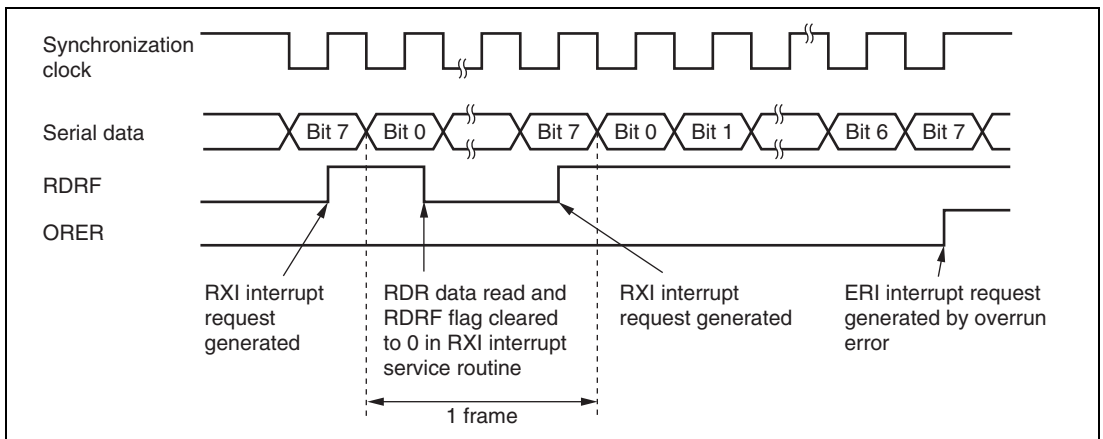 Synchronization
clock
Serial data
Bit 7
Bit 0
Bit 7
Bit 0
Bit 1
Bit 6
Bit 7
RDRF
ORER
RXI interrupt
request
generated
RDR data read and
RDRF flag cleared
to 0 in RXI interrupt
service routine
RXI interrupt
request generated
ERI interrupt request
generated by overrun
error
1 frame